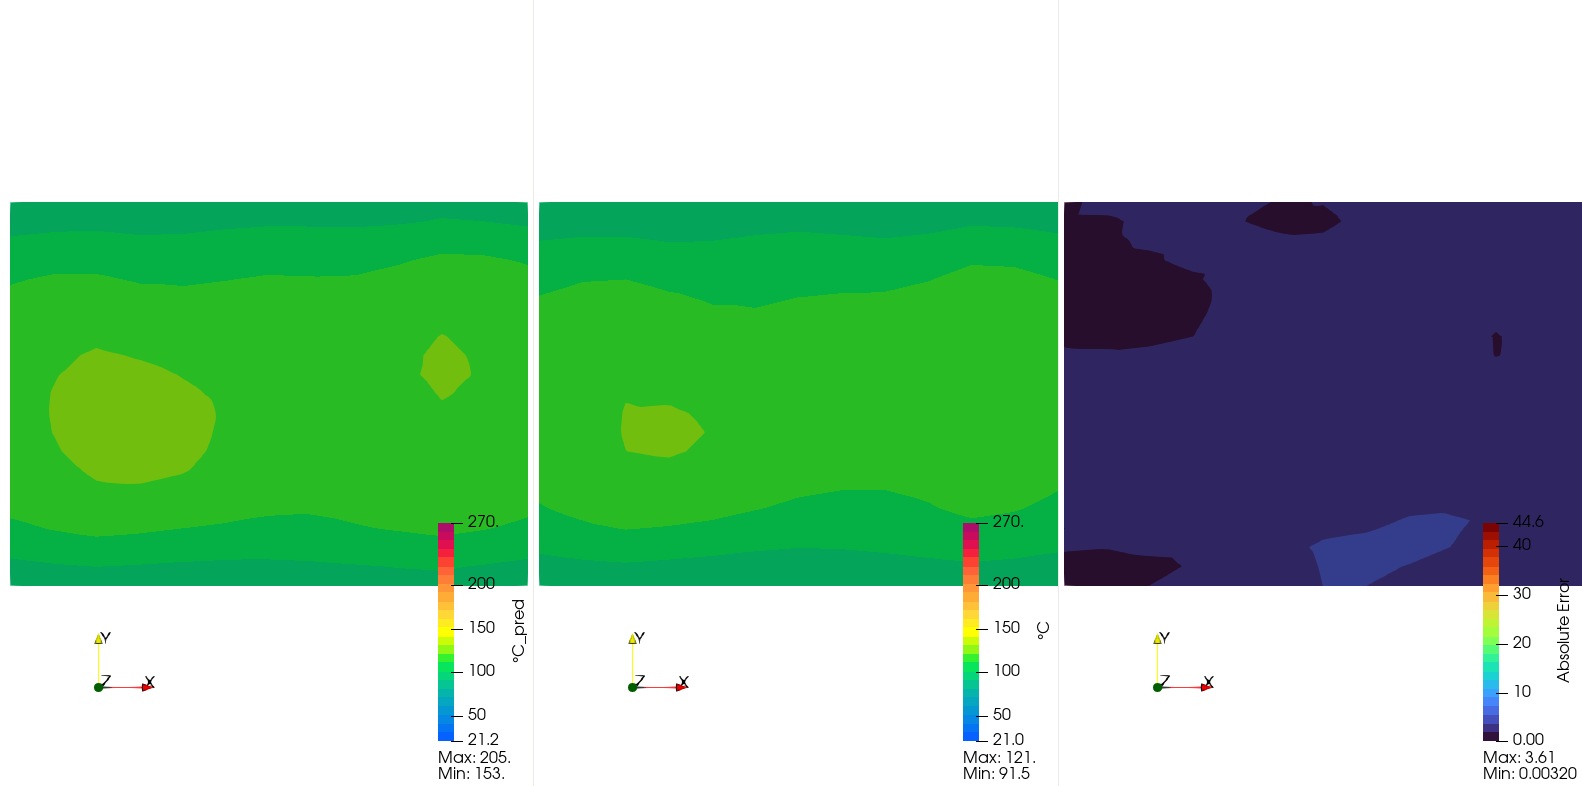 270.
200
150
100
50
21.2
°C_pred
Max: 205.
Min: 153.
Y
Z
X
270.
200
150
100
50
21.0
°C
Max: 121.
Min: 91.5
Y
Z
X
44.6
40
30
20
10
0.00
Absolute Error
Max: 3.61
Min: 0.00320
Y
Z
X